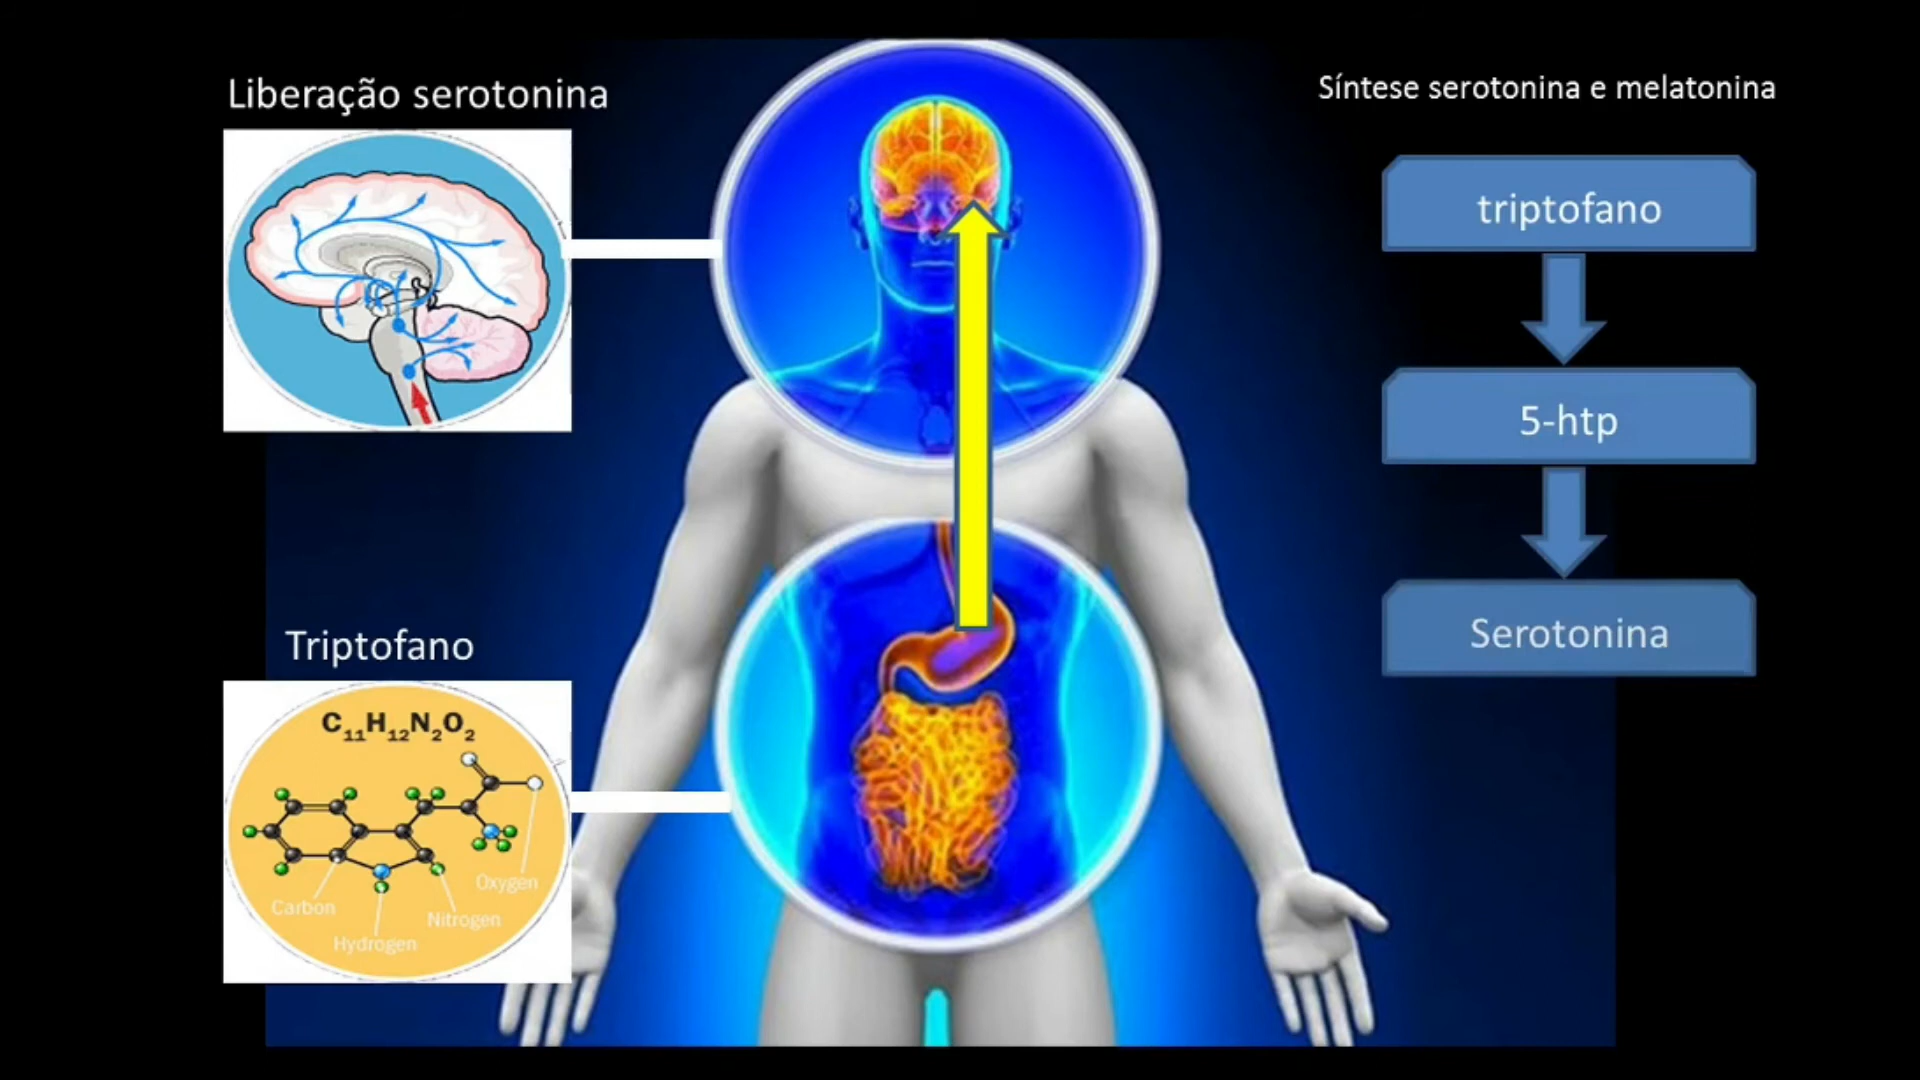 Liberação serotonina
Síntese serotonina e melatonina
triptofano
5-htp
Serotonina
Triptofano
C11H12N2O2
Oxygen
Carbon
Nitrogen
Hydrogen